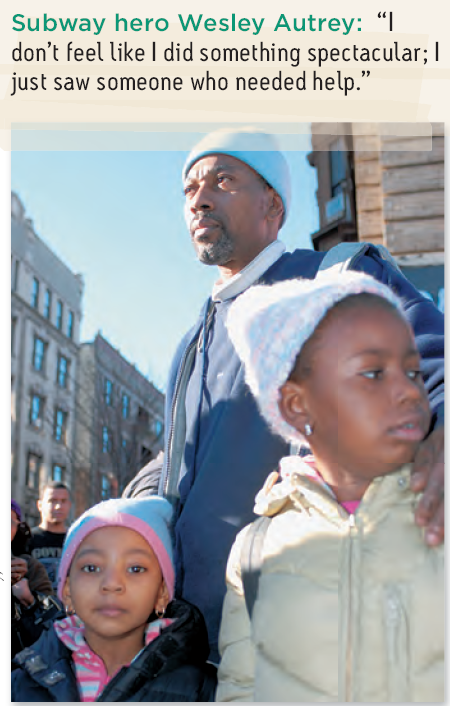 Subway hero Wesley Autrey: “I
don’t feel like I did something spectacular; I
just saw someone who needed help.”